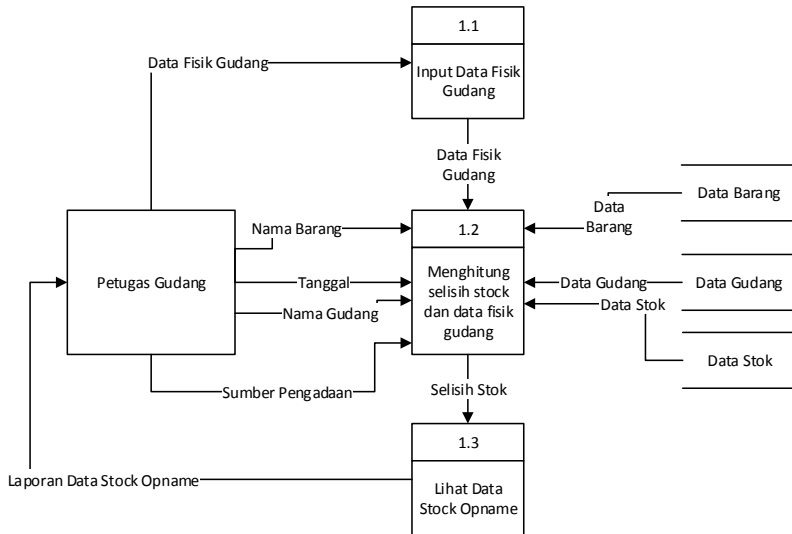 1.1
Input Data Fisik
Gudang
Data Fisik Gudang
Data Fisik
Gudang
Data Barang
Data
Barang
Nama Barang
1.2
Petugas Gudang
Tanggal
Menghitung
selisih stock
dan data fisik
gudang
Data Gudang
Data Gudang
Nama Gudang
Data Stok
Data Stok
Sumber Pengadaan
Selisih Stok
1.3
Laporan Data Stock Opname
Lihat Data
Stock Opname